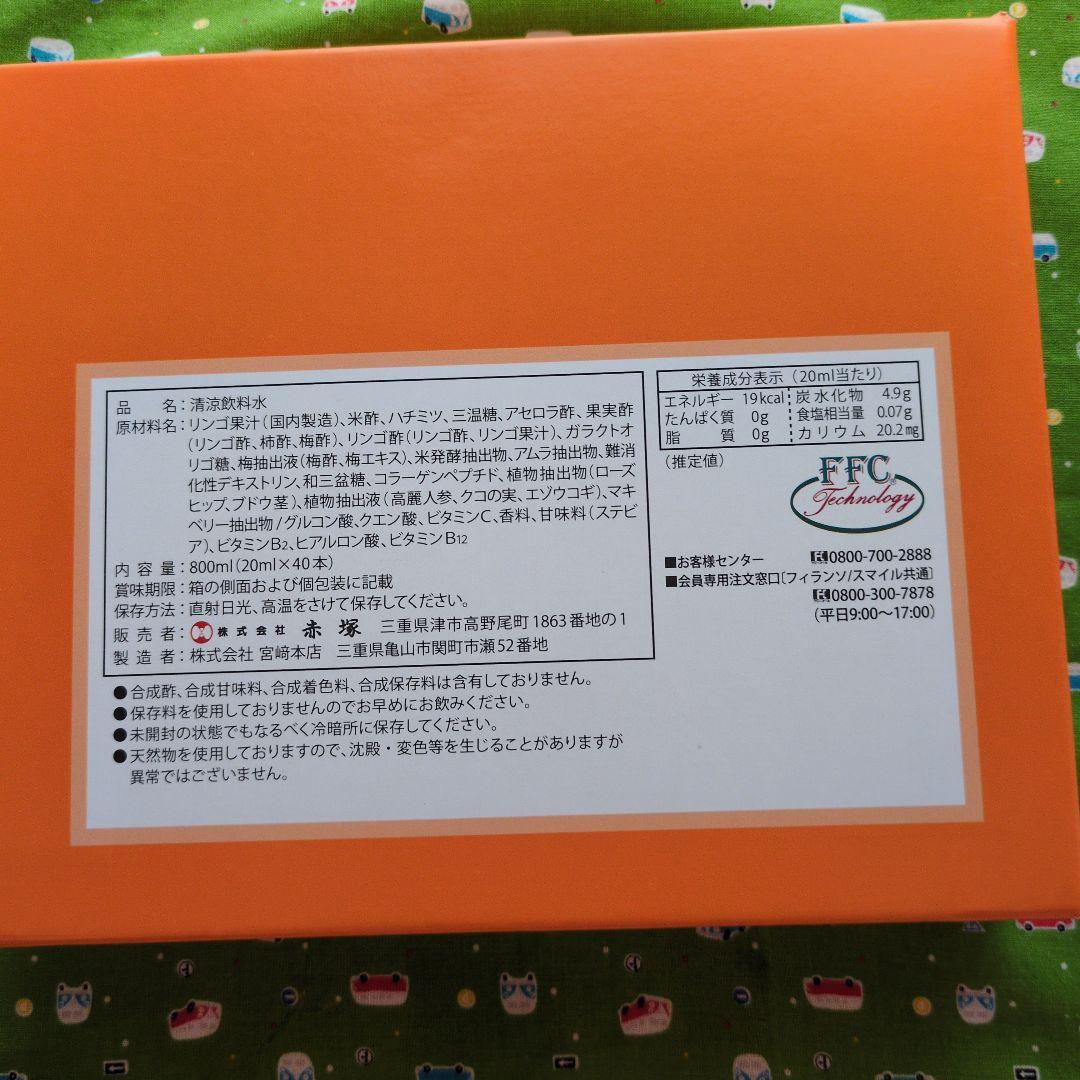 品　　名：清涼飲料水
原材料名：リンゴ果汁（国内製造）、米酢、ハチミツ、三温糖、アセロラ酢、果実酢
（リンゴ酢、柿酢、梅酢）、リンゴ酢（リンゴ酢、リンゴ果汁）、ガラクトオ
リゴ糖、梅抽出液（梅酢、梅エキス）、米発酵抽出物、アムラ抽出物、難消
化性デキストリン、和三盆糖、コラーゲンペプチド、植物抽出物（ローズ
ヒップ、ブドウ茎）、植物抽出液（高麗人参、クコの実、エゾウコギ）、マキ
ベリー抽出物/グルコン酸、クエン酸、ビタミンC、香料、甘味料（ステビ
ア）、ビタミンB2、ヒアルロン酸、ビタミンB12
内容量：800ml（20ml×40本）
賞味期限：箱の側面および個包装に記載
保存方法：直射日光、高温をさけて保存してください。
販売者：株式会社 赤塚 三重県津市高野尾町1863番地の1
製造者：株式会社 宮﨑本店 三重県亀山市関町市瀬52番地
●合成酢、合成甘味料、合成着色料、合成保存料は含有しておりません。
●保存料を使用しておりませんのでお早めにお飲みください。
●未開封の状態でもなるべく冷暗所に保存してください。
●天然物を使用しておりますので、沈殿・変色等を生じることがありますが
異常ではございません。
栄養成分表示（20ml当たり）
エネルギー 19kcal 炭水化物 4.9g
たんぱく質 0g 食塩相当量 0.07g
脂質 0g カリウム 20.2mg
（推定値）
FFC®
Technology
■お客様センター 0800-700-2888
■会員専用注文窓口〔フィランソ/スマイル共通〕
0800-300-7878
（平日9:00〜17:00）